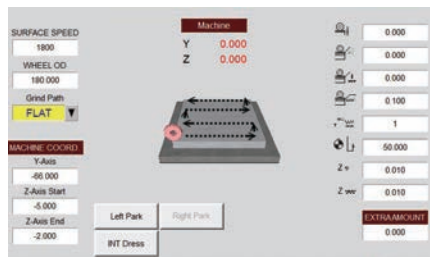 SURFACE SPEED
1800
WHEEL OD
180.000
Grind Path
FLAT
MACHINE COORD.
Y-Axis
-66.000
Z-Axis Start
-5.000
Z-Axis End
-2.000
Machine
Y 0.000
Z 0.000
Left Park
Right Park
INT Dress
0.000
0.000
0.000
0.100
1
50.000
Z 0.010
Z 0.010
EXTRA AMOUNT
0.000